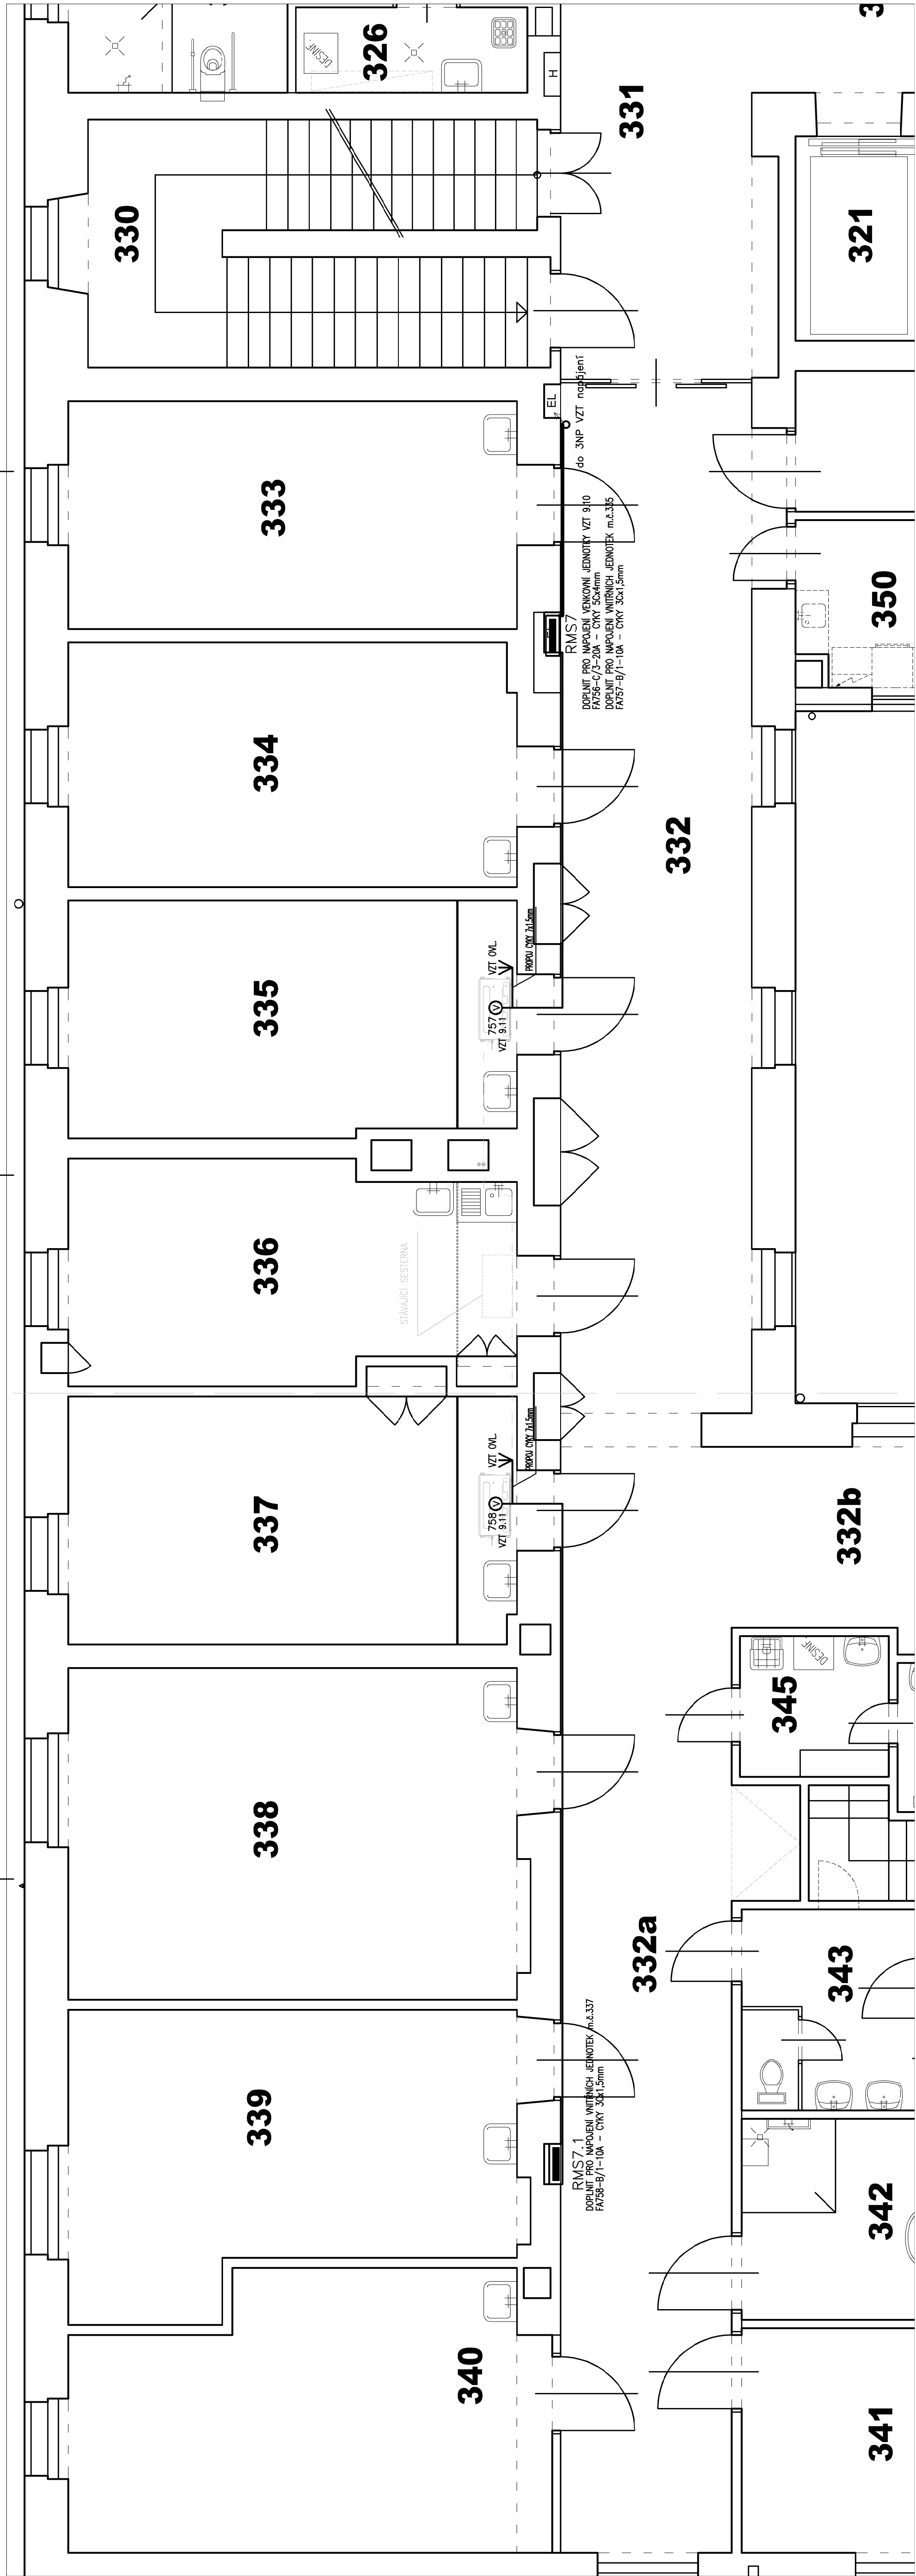 DESINF
326
H
3
331
330
321
EL
do 3NP VZT napájení
333
RMS7
DOPLNIT PRO NAPOJENÍ VENKOVNÍ JEDNOTKY VZT 9.10
FA756-C/3-20A - CYKY 5Cx4mm
DOPLNIT PRO NAPOJENÍ VNITŘNÍCH JEDNOTEK m.č.335
FA757-B/1-10A - CYKY 3Cx1,5mm
350
334
332
335
757
V
VZT 9.11
VZT OVL.
PROPOJ CYKY 7x1,5mm
336
STÁVAJÍCÍ SESTERNA
337
758
V
VZT 9.11
VZT OVL.
PROPOJ CYKY 7x1,5mm
332b
345
DESINF
338
332a
343
339
RMS7.1
DOPLNIT PRO NAPOJENÍ VNITŘNÍCH JEDNOTEK m.č.337
FA758-B/1-10A - CYKY 3Cx1,5mm
342
340
341